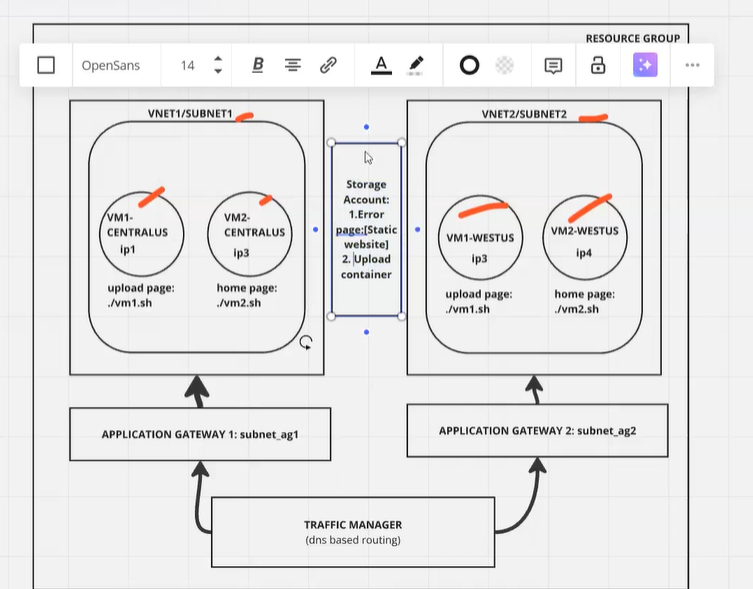 RESOURCE GROUP
OpenSans
14
B
A
VNET1/SUBNET1
VM1-
CENTRALUS
ip1
VM2-
CENTRALUS
ip3
upload page:
./vm1.sh
home page:
./vm2.sh
Storage
Account:
1.Error
page:[Static
website]
2. Upload
container
VNET2/SUBNET2
VM1-WESTUS
ip3
VM2-WESTUS
ip4
upload page:
./vm1.sh
home page:
./vm2.sh
APPLICATION GATEWAY 1: subnet_ag1
APPLICATION GATEWAY 2: subnet_ag2
TRAFFIC MANAGER
(dns based routing)